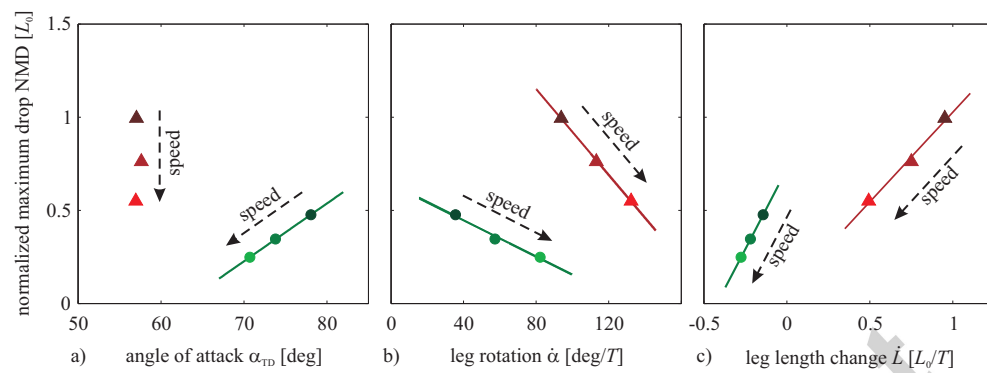 normalized maximum drop NMD [L₀]
1.5
1
0.5
0
speed
speed
50 60 70 80
a) angle of attack α_TD [deg]
speed
speed
0 40 80 120
b) leg rotation α̇ [deg/T]
speed
speed
-0.5 0 0.5 1
c) leg length change L̇ [L₀/T]